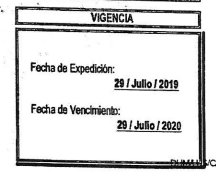 VIGENCIA
Fecha de Expedición:
29 / Julio / 2019
Fecha de Vencimiento:
29 / Julio / 2020